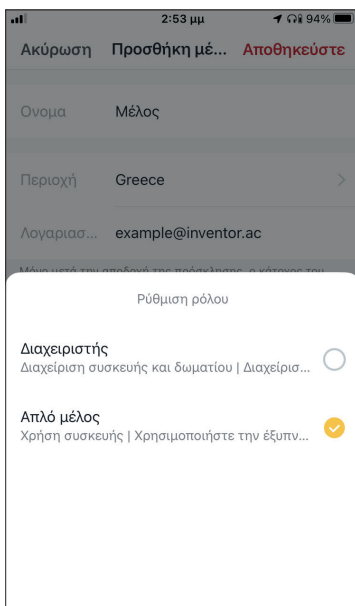 2:53 μμ 94%
Ακύρωση Προσθήκη μέ... Αποθηκεύστε
Ονομα Μέλος
Περιοχή Greece
Λογαριασ... example@inventor.ac
Μόνο μετά την αποδοχή της πρόσκλησης, ο κάτοχος του
Ρύθμιση ρόλου
Διαχειριστής
Διαχείριση συσκευής και δωματίου | Διαχείρισ...
Απλό μέλος
Χρήση συσκευής | Χρησιμοποιήστε την έξυπν...